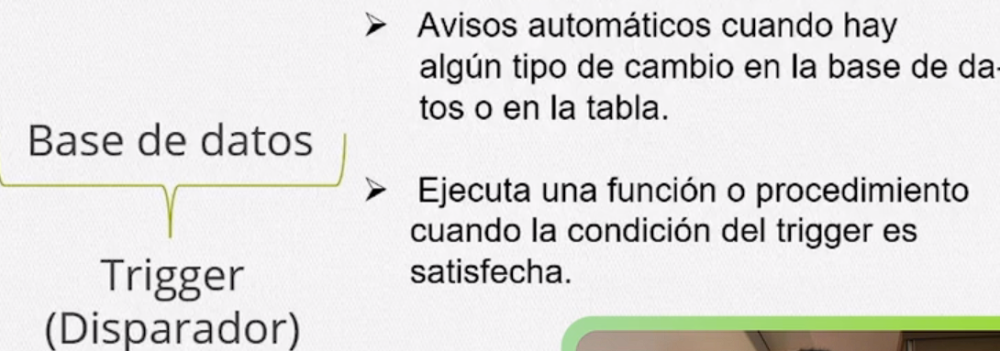 Base de datos
Trigger
(Disparador)
➤ Avisos automáticos cuando hay
algún tipo de cambio en la base de da-
tos o en la tabla.
➤ Ejecuta una función o procedimiento
cuando la condición del trigger es
satisfecha.